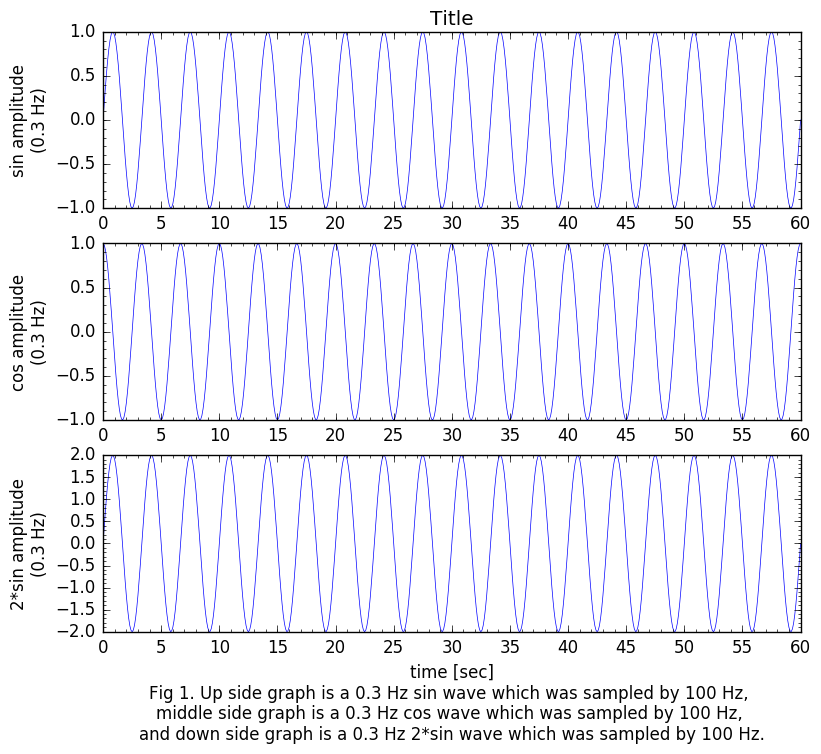 Title
sin amplitude
(0.3 Hz)
1.0
0.5
0.0
−0.5
−1.0
0 5 10 15 20 25 30 35 40 45 50 55 60
cos amplitude
(0.3 Hz)
1.0
0.5
0.0
−0.5
−1.0
0 5 10 15 20 25 30 35 40 45 50 55 60
2*sin amplitude
(0.3 Hz)
2.0
1.5
1.0
0.5
0.0
−0.5
−1.0
−1.5
−2.0
0 5 10 15 20 25 30 35 40 45 50 55 60
time [sec]
Fig 1. Up side graph is a 0.3 Hz sin wave which was sampled by 100 Hz,
middle side graph is a 0.3 Hz cos wave which was sampled by 100 Hz,
and down side graph is a 0.3 Hz 2*sin wave which was sampled by 100 Hz.